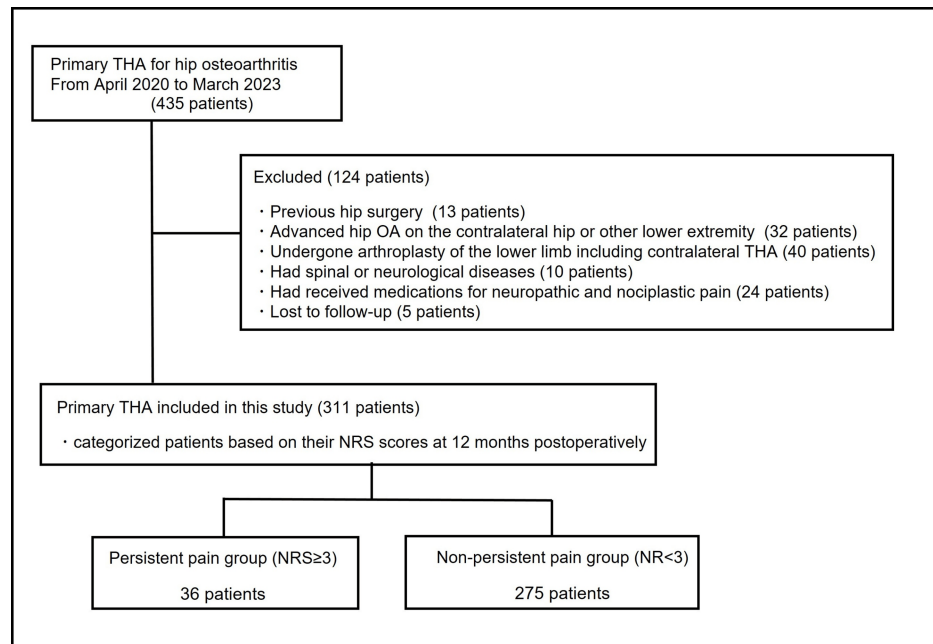 Primary THA for hip osteoarthritis
From April 2020 to March 2023
(435 patients)
Excluded (124 patients)
・Previous hip surgery (13 patients)
・Advanced hip OA on the contralateral hip or other lower extremity (32 patients)
・Undergone arthroplasty of the lower limb including contralateral THA (40 patients)
・Had spinal or neurological diseases (10 patients)
・Had received medications for neuropathic and nociplastic pain (24 patients)
・Lost to follow-up (5 patients)
Primary THA included in this study (311 patients)
・categorized patients based on their NRS scores at 12 months postoperatively
Persistent pain group (NRS≥3)
36 patients
Non-persistent pain group (NR<3)
275 patients